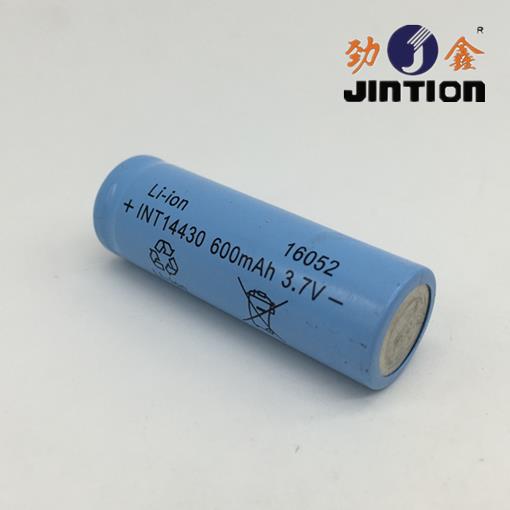 劲 鑫 ®
JINTION
Li-ion
+ INT14430 600mAh 3.7V −
16052